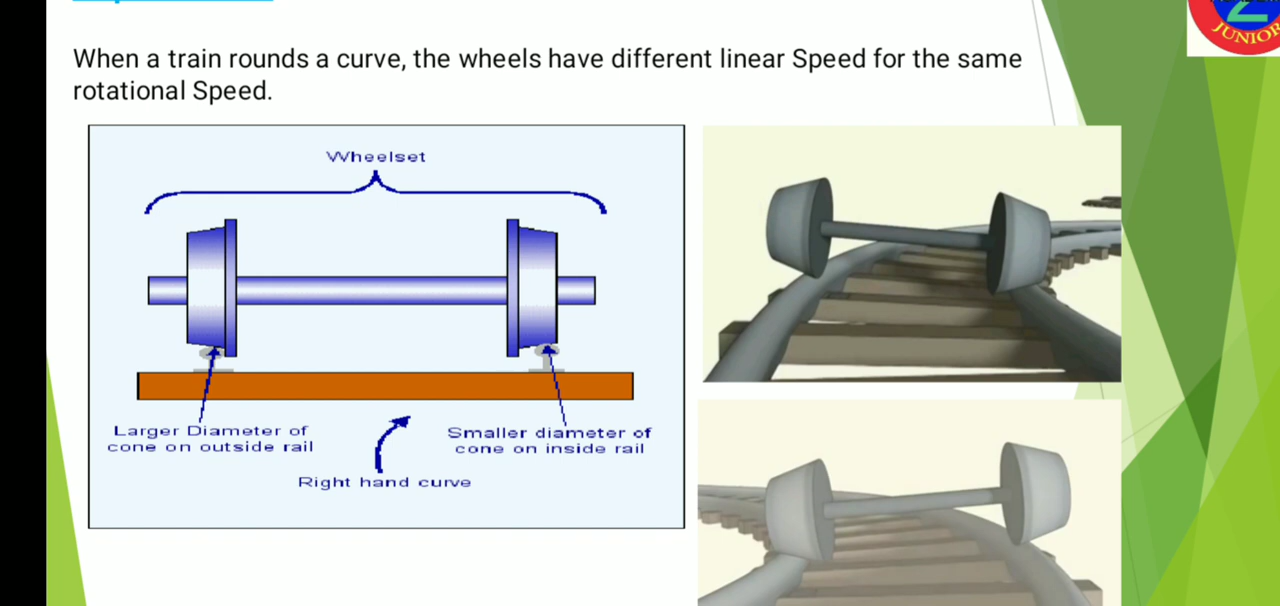 When a train rounds a curve, the wheels have different linear Speed for the same
rotational Speed.
Wheelset
Larger Diameter of
cone on outside rail
Smaller diameter of
cone on inside rail
Right hand curve
JUNIOR